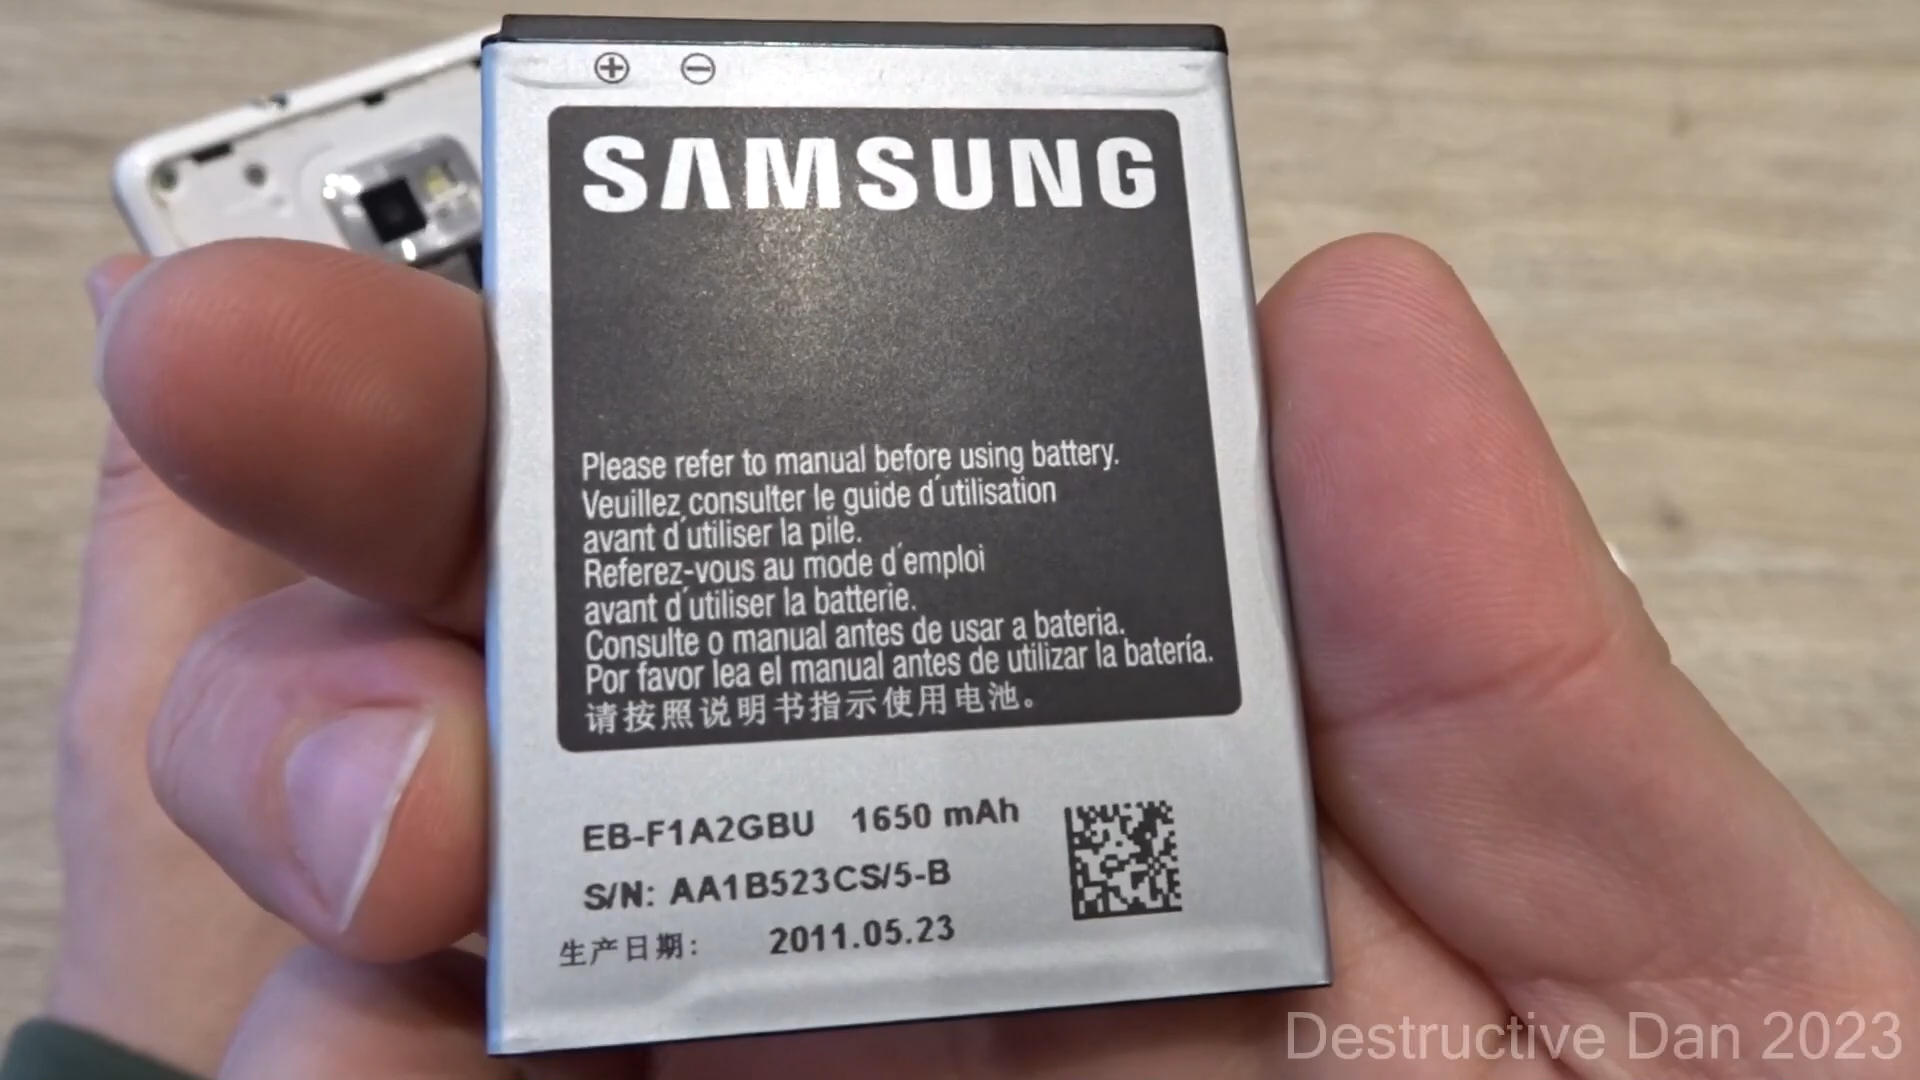 SAMSUNG
Please refer to manual before using battery.
Veuillez consulter le guide d´utilisation
avant d´utiliser la pile.
Referez-vous au mode d´emploi
avant d´utiliser la batterie.
Consulte o manual antes de usar a bateria.
Por favor lea el manual antes de utilizar la batería.
请按照说明书指示使用电池。
EB-F1A2GBU 1650 mAh
S/N: AA1B523CS/5-B
生产日期: 2011.05.23
Destructive Dan 2023